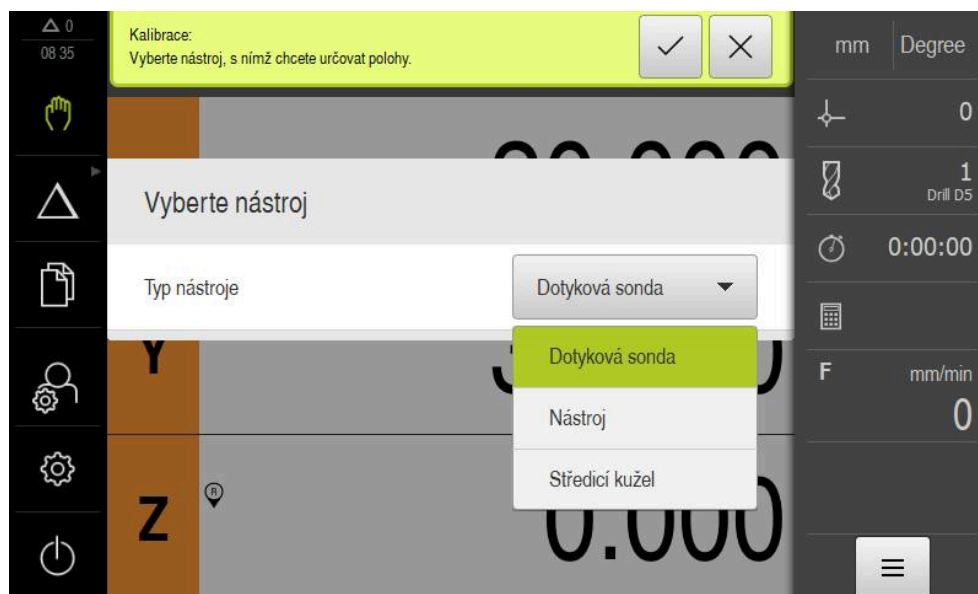 0
08 35
Kalibrace:
Vyberte nástroj, s nímž chcete určovat polohy.
mm
Degree
0
1
Drill D5
0:00:00
F
mm/min
0
Vyberte nástroj
Typ nástroje
Dotyková sonda
Dotyková sonda
Nástroj
Středicí kužel
Y
Z
R
0.000